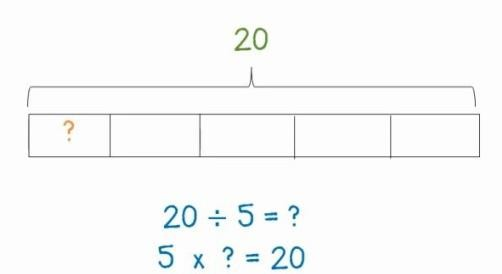 20
?
20 ÷ 5 = ?
5 x ? = 20